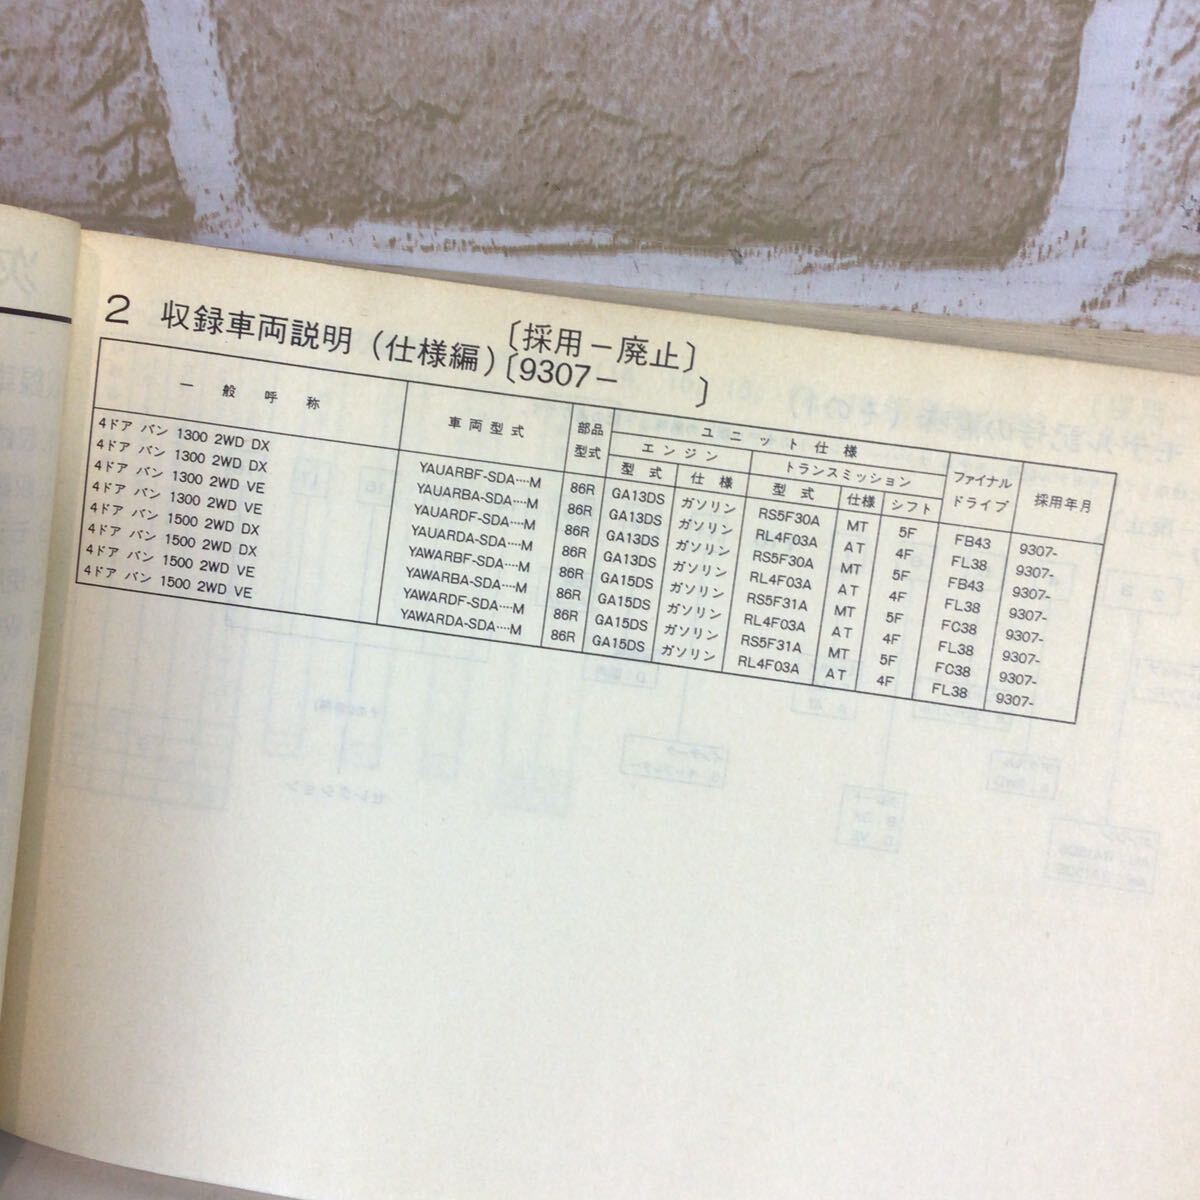 2 収録車両説明（仕様編）〔採用－廃止〕
〔9307－ 〕
一般呼称 車両型式 部品型式 ユニット仕様 ファイナルドライブ 採用年月
エンジン トランスミッション
型式 仕様 型式 仕様 シフト
4ドア バン 1300 2WD DX YAUARBF-SDA····M 86R GA13DS ガソリン RS5F30A MT 5F FB43 9307-
4ドア バン 1300 2WD DX YAUARBA-SDA····M 86R GA13DS ガソリン RL4F03A AT 4F FL38 9307-
4ドア バン 1300 2WD VE YAUARDF-SDA····M 86R GA13DS ガソリン RS5F30A MT 5F FB43 9307-
4ドア バン 1300 2WD VE YAUARDA-SDA····M 86R GA13DS ガソリン RL4F03A AT 4F FL38 9307-
4ドア バン 1500 2WD DX YAWARBF-SDA····M 86R GA15DS ガソリン RS5F31A MT 5F FC38 9307-
4ドア バン 1500 2WD DX YAWARBA-SDA····M 86R GA15DS ガソリン RL4F03A AT 4F FL38 9307-
4ドア バン 1500 2WD VE YAWARDF-SDA····M 86R GA15DS ガソリン RS5F31A MT 5F FC38 9307-
4ドア バン 1500 2WD VE YAWARDA-SDA····M 86R GA15DS ガソリン RL4F03A AT 4F FL38 9307-